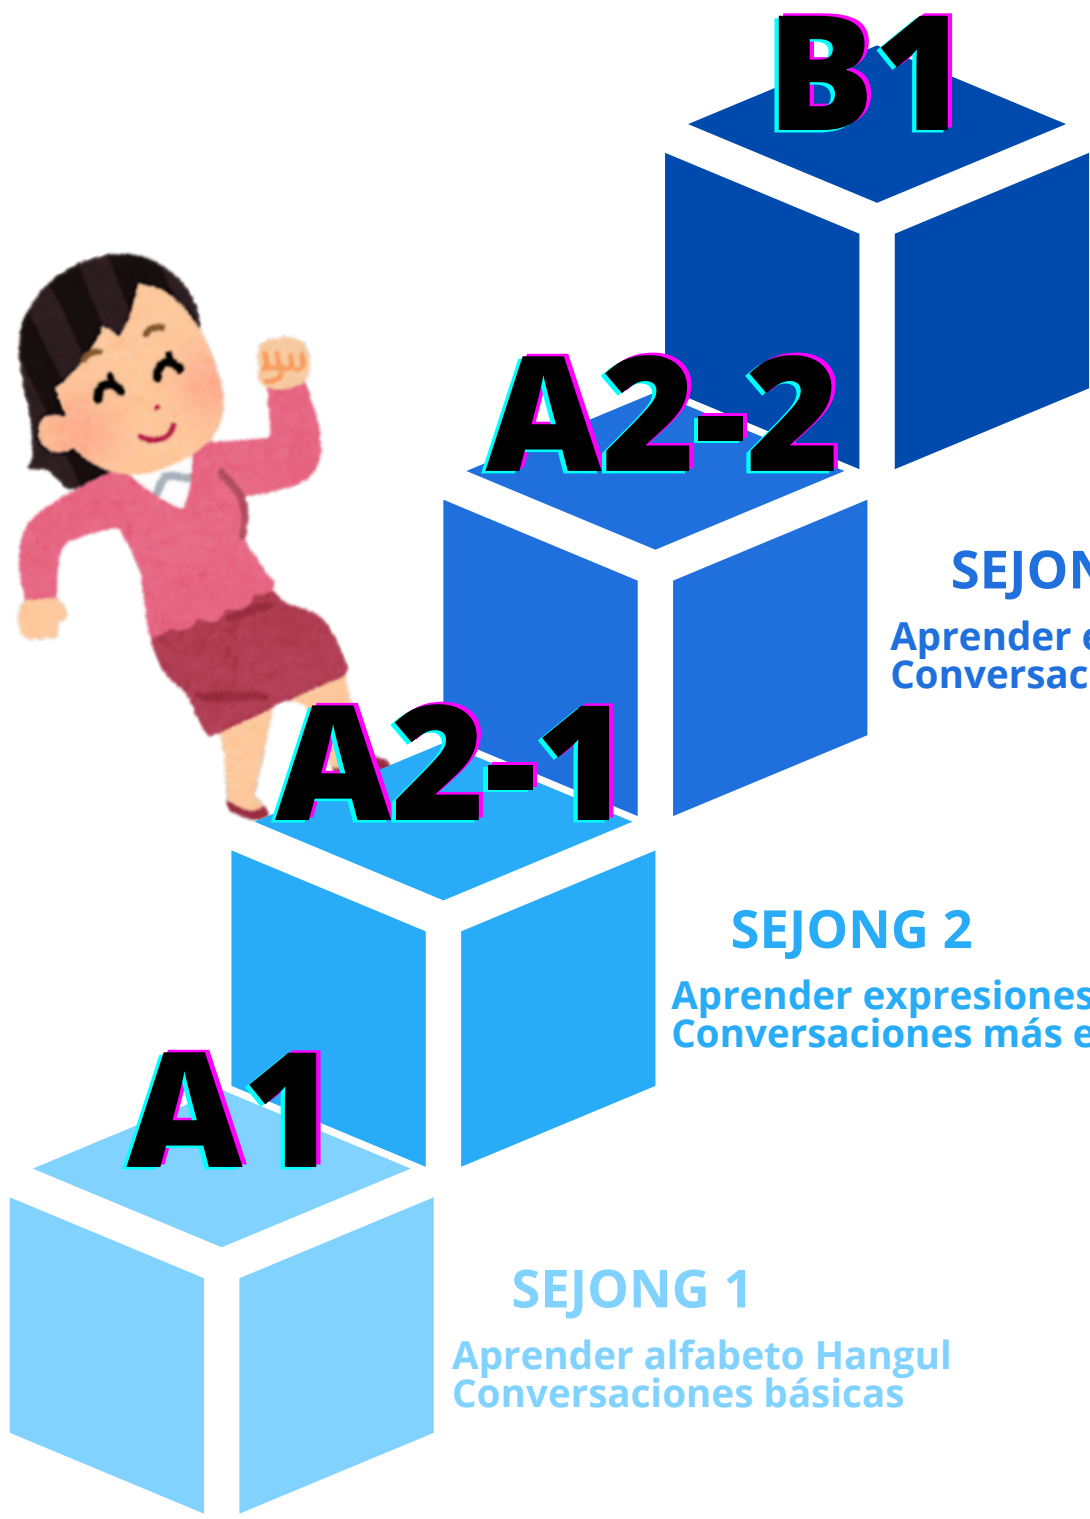 B1
A2-2
SEJON
Aprender
Conversac
A2-1
SEJONG 2
Aprender expresiones
Conversaciones más e
A1
SEJONG 1
Aprender alfabeto Hangul
Conversaciones básicas